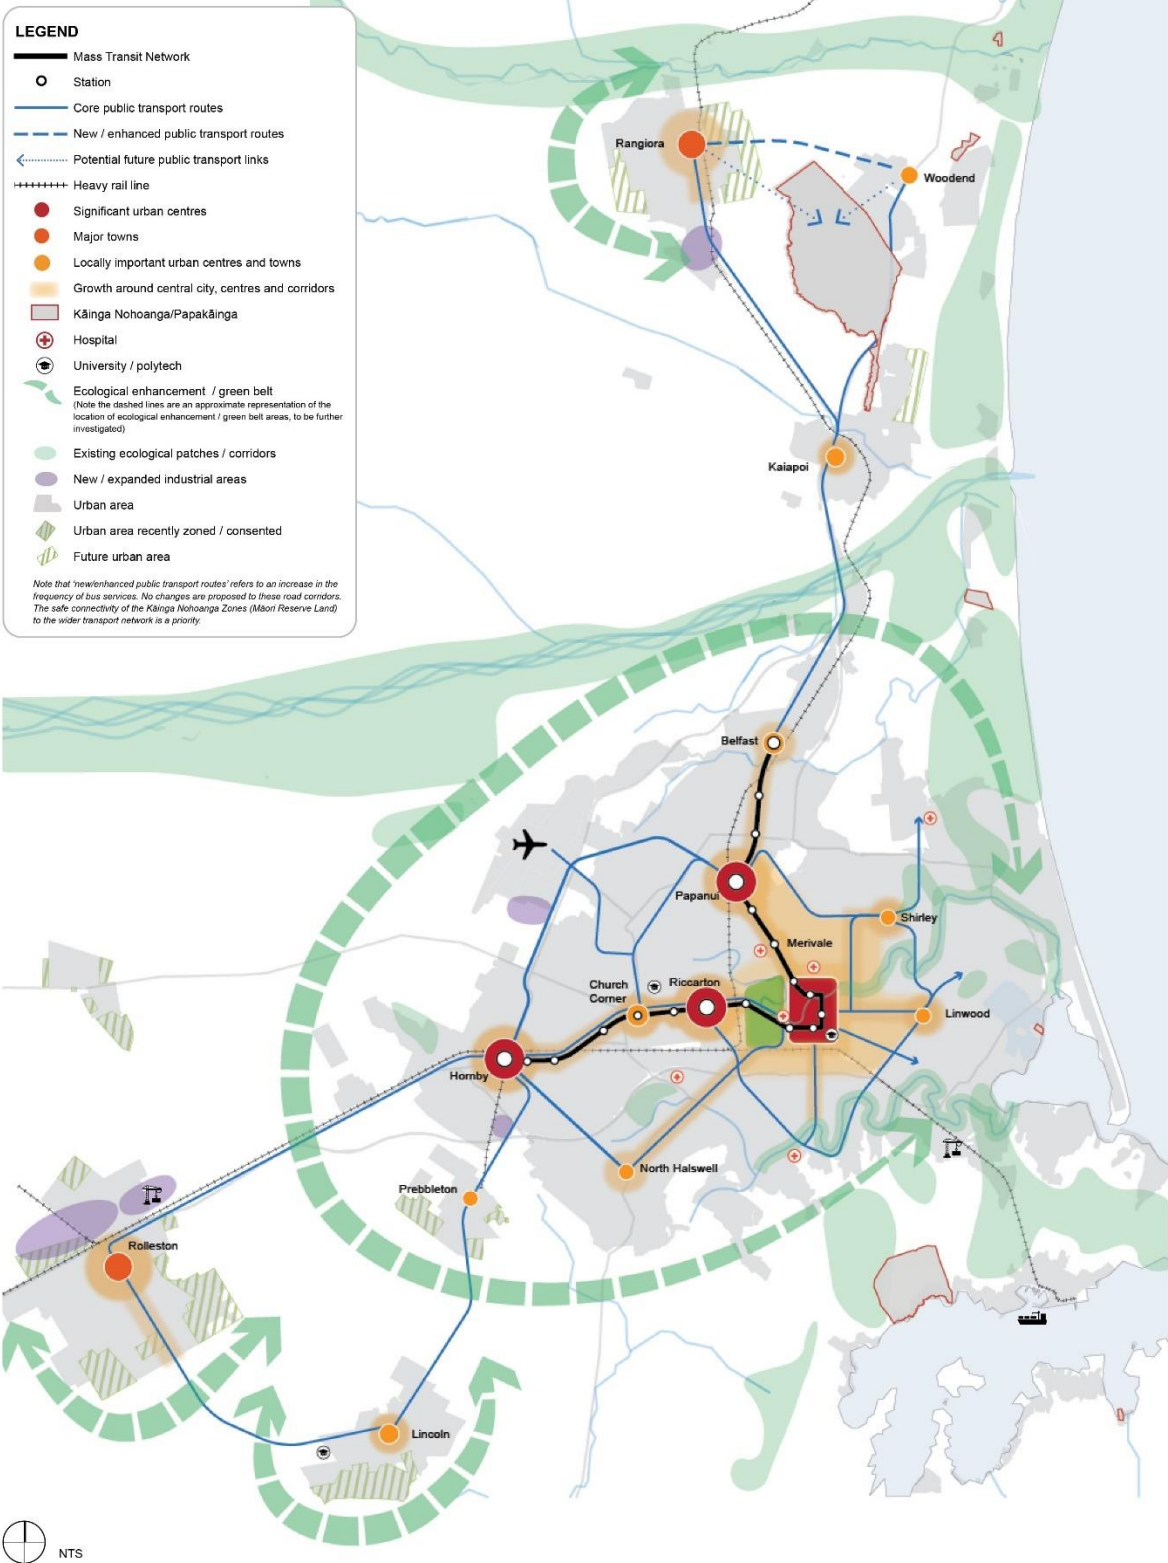 LEGEND
Mass Transit Network
Station
Core public transport routes
New / enhanced public transport routes
Potential future public transport links
Heavy rail line
Significant urban centres
Major towns
Locally important urban centres and towns
Growth around central city, centres and corridors
Kāinga Nohoanga/Papakāinga
Hospital
University / polytech
Ecological enhancement / green belt
(Note the dashed lines are an approximate representation of the
location of ecological enhancement / green belt areas, to be further
investigated)
Existing ecological patches / corridors
New / expanded industrial areas
Urban area
Urban area recently zoned / consented
Future urban area
Note that 'new/enhanced public transport routes' refers to an increase in the
frequency of bus services. No changes are proposed to these road corridors.
The safe connectivity of the Kāinga Nohoanga Zones (Māori Reserve Land)
to the wider transport network is a priority.
Rangiora
Woodend
Kaiapoi
Belfast
Papanui
Shirley
Merivale
Church
Corner
Riccarton
Linwood
Hornby
North Halswell
Prebbleton
Rolleston
Lincoln
NTS